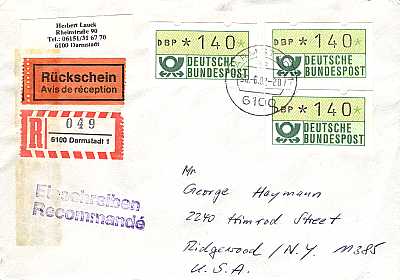 Herbert Lauck
Rheinstraße 90
Tel.: 06151/31 67 70
6100 Darmstadt
Rückschein
Avis de réception
R
049
6100 Darmstadt 1
Einschreiben
Recommandé
DBP * 140 *
DEUTSCHE
BUNDESPOST
DBP * 140 *
DEUTSCHE
BUNDESPOST
DBP * 140 *
DEUTSCHE
BUNDESPOST
6100
Mr
George Haymann
2240 Himrod Street
Ridgewood / N.Y. 11385
U.S.A.